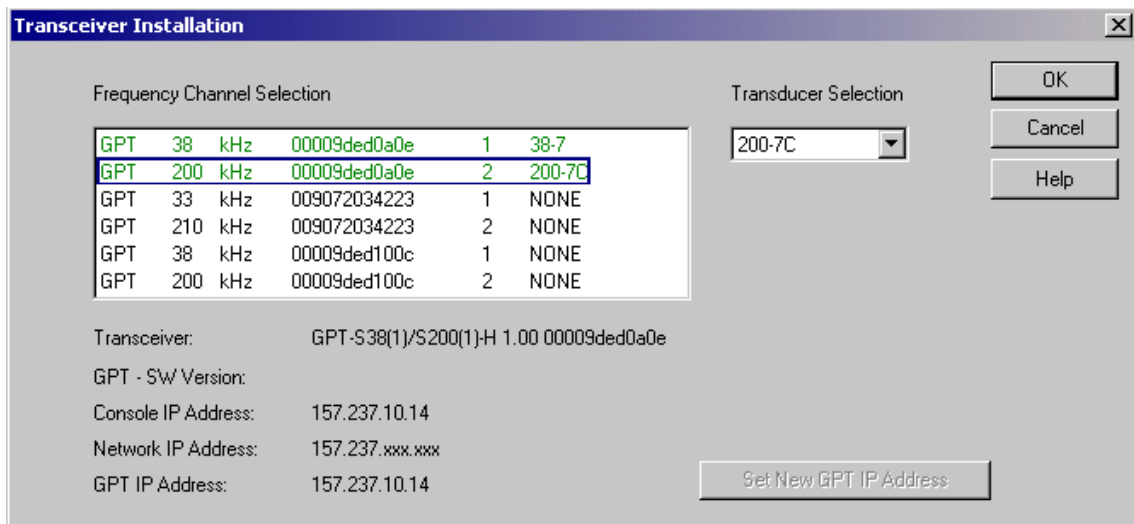 Transceiver Installation
Frequency Channel Selection
Transducer Selection
OK
Cancel
Help
GPT 38 kHz 00009ded0a0e 1 38-7
GPT 200 kHz 00009ded0a0e 2 200-7C
GPT 33 kHz 009072034223 1 NONE
GPT 210 kHz 009072034223 2 NONE
GPT 38 kHz 00009ded100c 1 NONE
GPT 200 kHz 00009ded100c 2 NONE
200-7C
Transceiver: GPT-S38(1)/S200(1)-H 1.00 00009ded0a0e
GPT - SW Version:
Console IP Address: 157.237.10.14
Network IP Address: 157.237.xxx.xxx
GPT IP Address: 157.237.10.14
Set New GPT IP Address